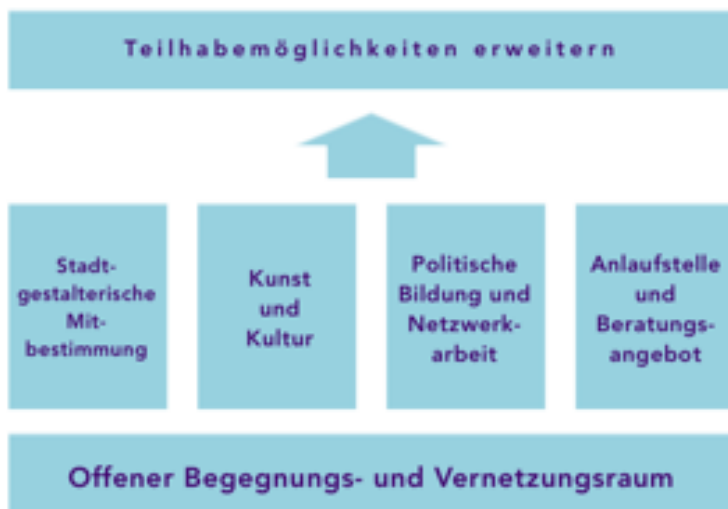 Teilhabemöglichkeiten erweitern
Stadt-
gestalterische
Mit-
bestimmung
Kunst
und
Kultur
Politische
Bildung und
Netzwerk-
arbeit
Anlaufstelle
und
Beratungs-
angebot
Offener Begegnungs- und Vernetzungsraum